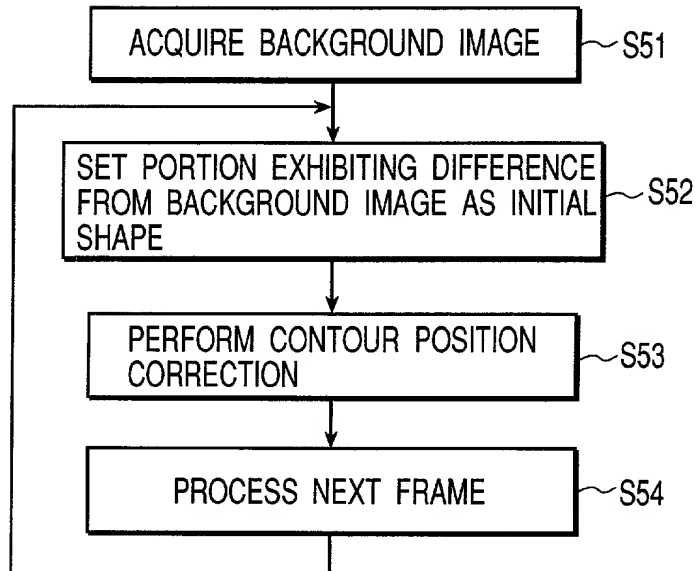 ACQUIRE BACKGROUND IMAGE S51
SET PORTION EXHIBITING DIFFERENCE
FROM BACKGROUND IMAGE AS INITIAL S52
SHAPE
PERFORM CONTOUR POSITION
CORRECTION S53
PROCESS NEXT FRAME S54